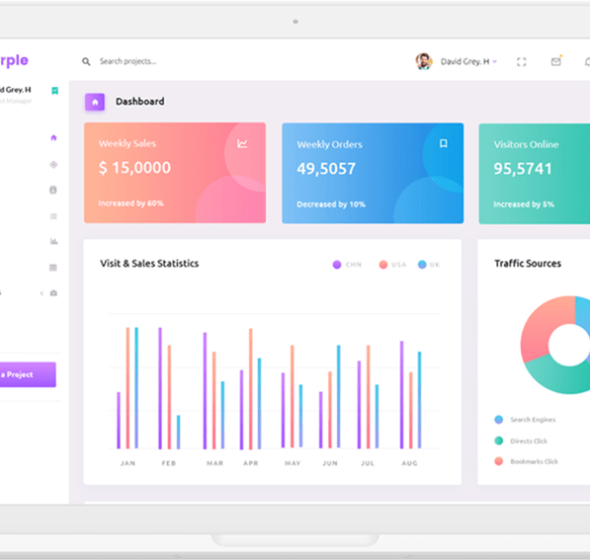 rple
Search projects...
David Grey. H
d Grey. H
Dashboard
Weekly Sales
$ 15,0000
Increased by 60%
Weekly Orders
49,5057
Decreased by 10%
Visitors Online
95,5741
Increased by 5%
Visit & Sales Statistics
CHN
USA
UK
Traffic Sources
JAN FEB MAR APR MAY JUN JUL AUG
a Project
Search Engines
Directs Click
Bookmarks Click